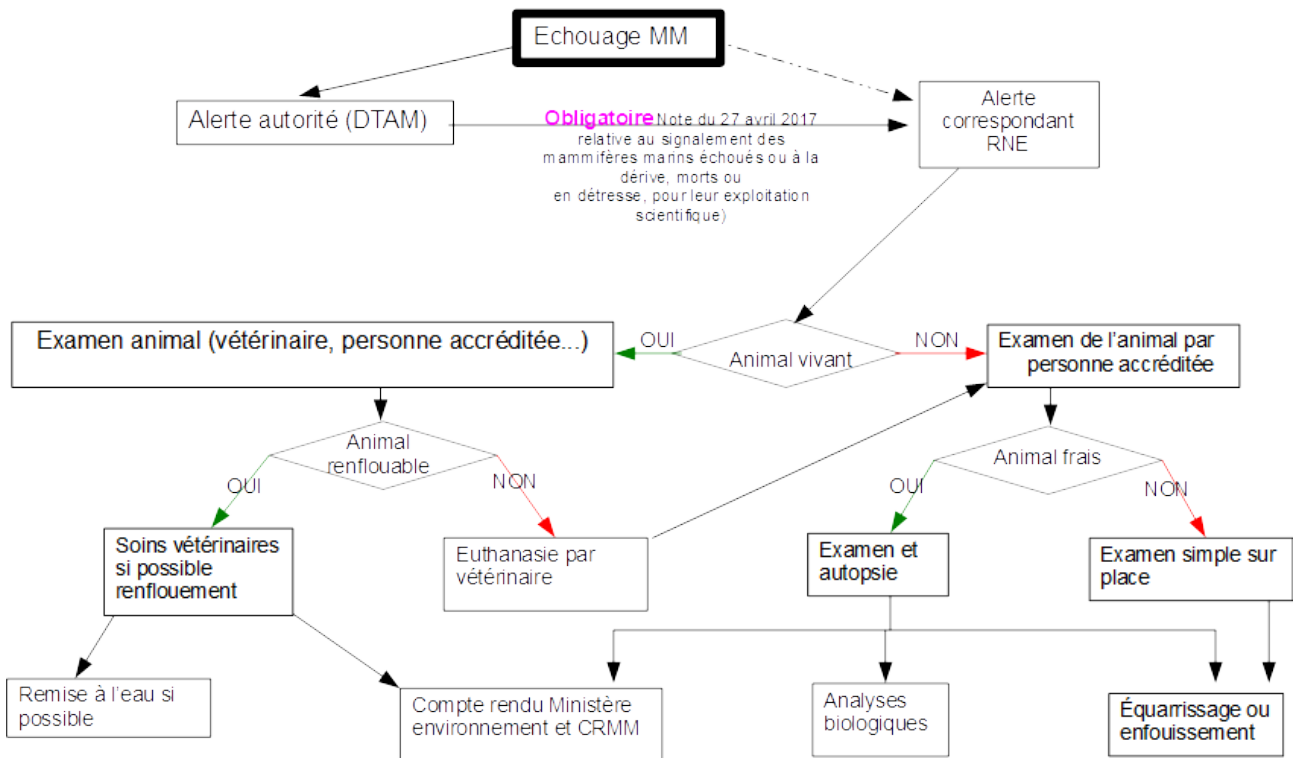 Echouage MM
Alerte autorité (DTAM)
Obligatoire Note du 27 avril 2017
relative au signalement des
mammifères marins échoués ou à la
dérive, morts ou
en détresse, pour leur exploitation
scientifique)
Alerte
correspondant
RNE
Examen animal (vétérinaire, personne accréditée...)
OUI
Animal vivant
NON
Examen de l'animal par
personne accréditée
Animal
renflouable
OUI
NON
Animal frais
OUI
NON
Soins vétérinaires
si possible
renflouement
Euthanasie par
vétérinaire
Examen et
autopsie
Examen simple sur
place
Remise à l'eau si
possible
Compte rendu Ministère
environnement et CRMM
Analyses
biologiques
Équarrissage ou
enfouissement